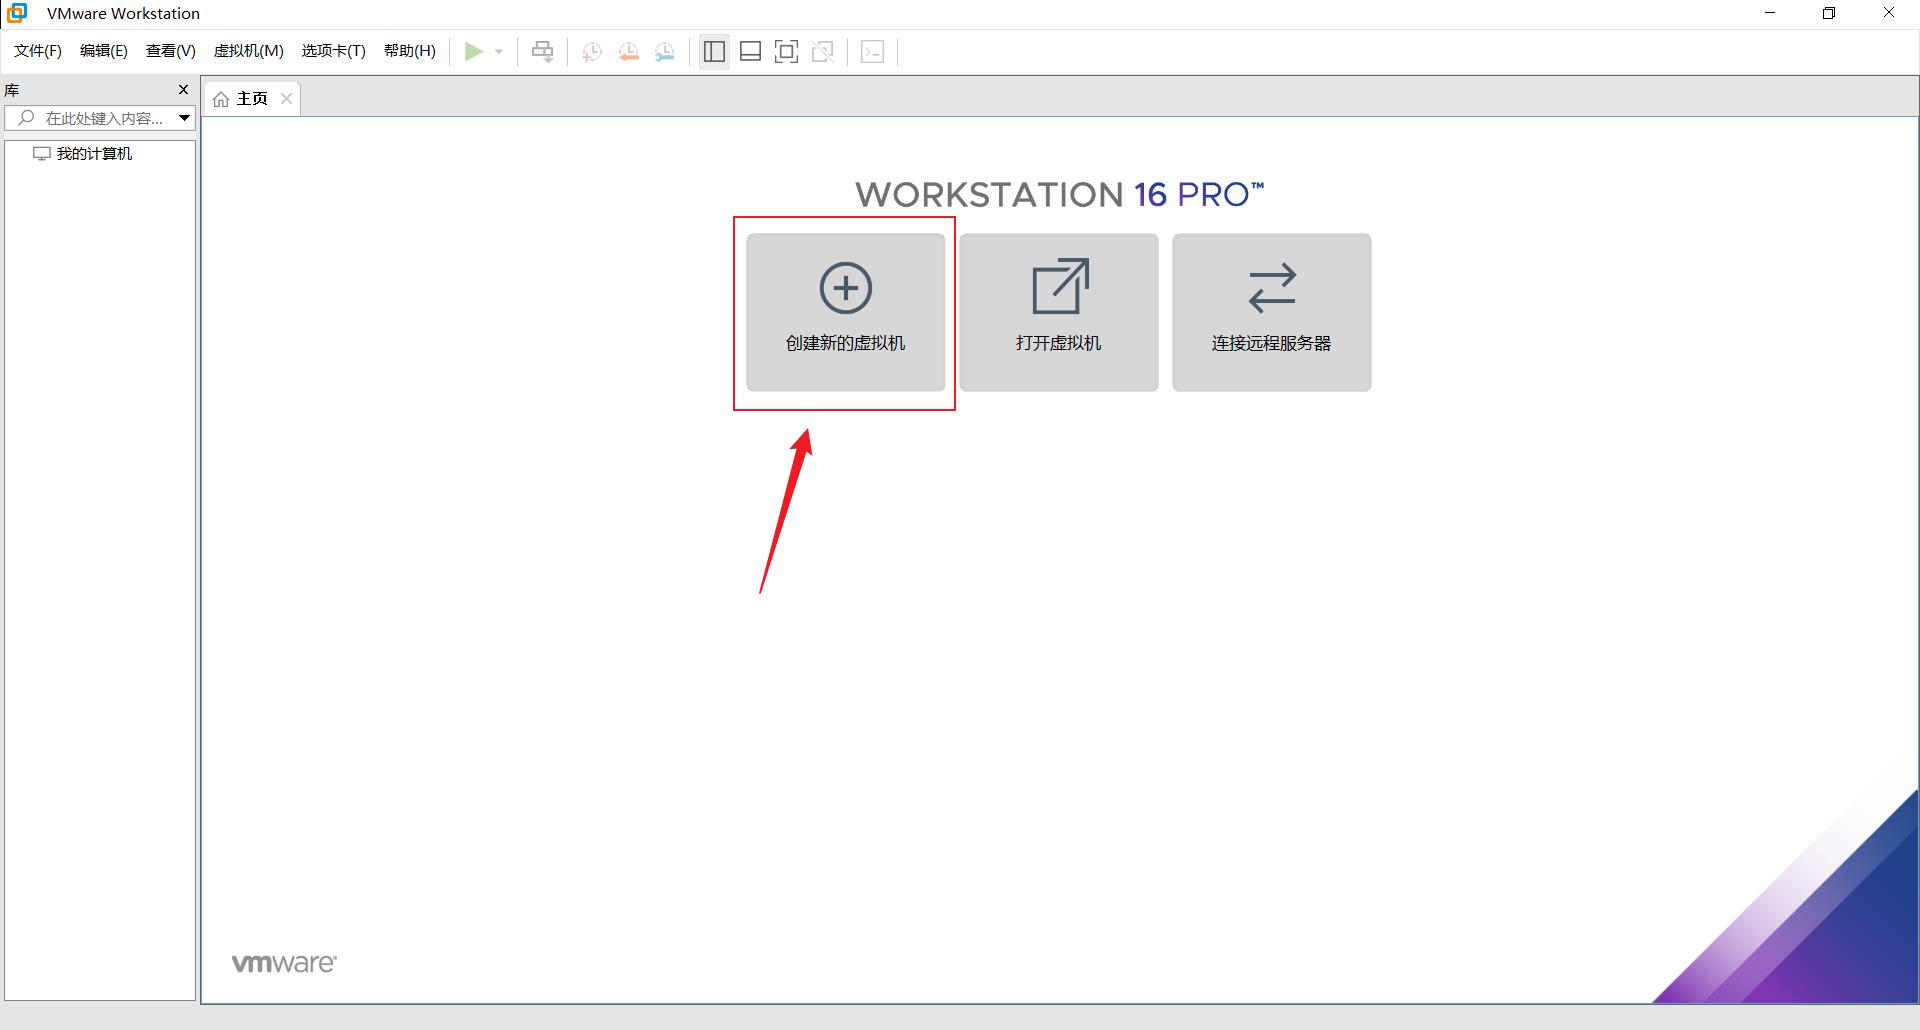 VMware Workstation
文件(F) 编辑(E) 查看(V) 虚拟机(M) 选项卡(T) 帮助(H)
库
主页
在此处键入内容...
我的计算机
WORKSTATION 16 PRO™
创建新的虚拟机 打开虚拟机 连接远程服务器
vmware